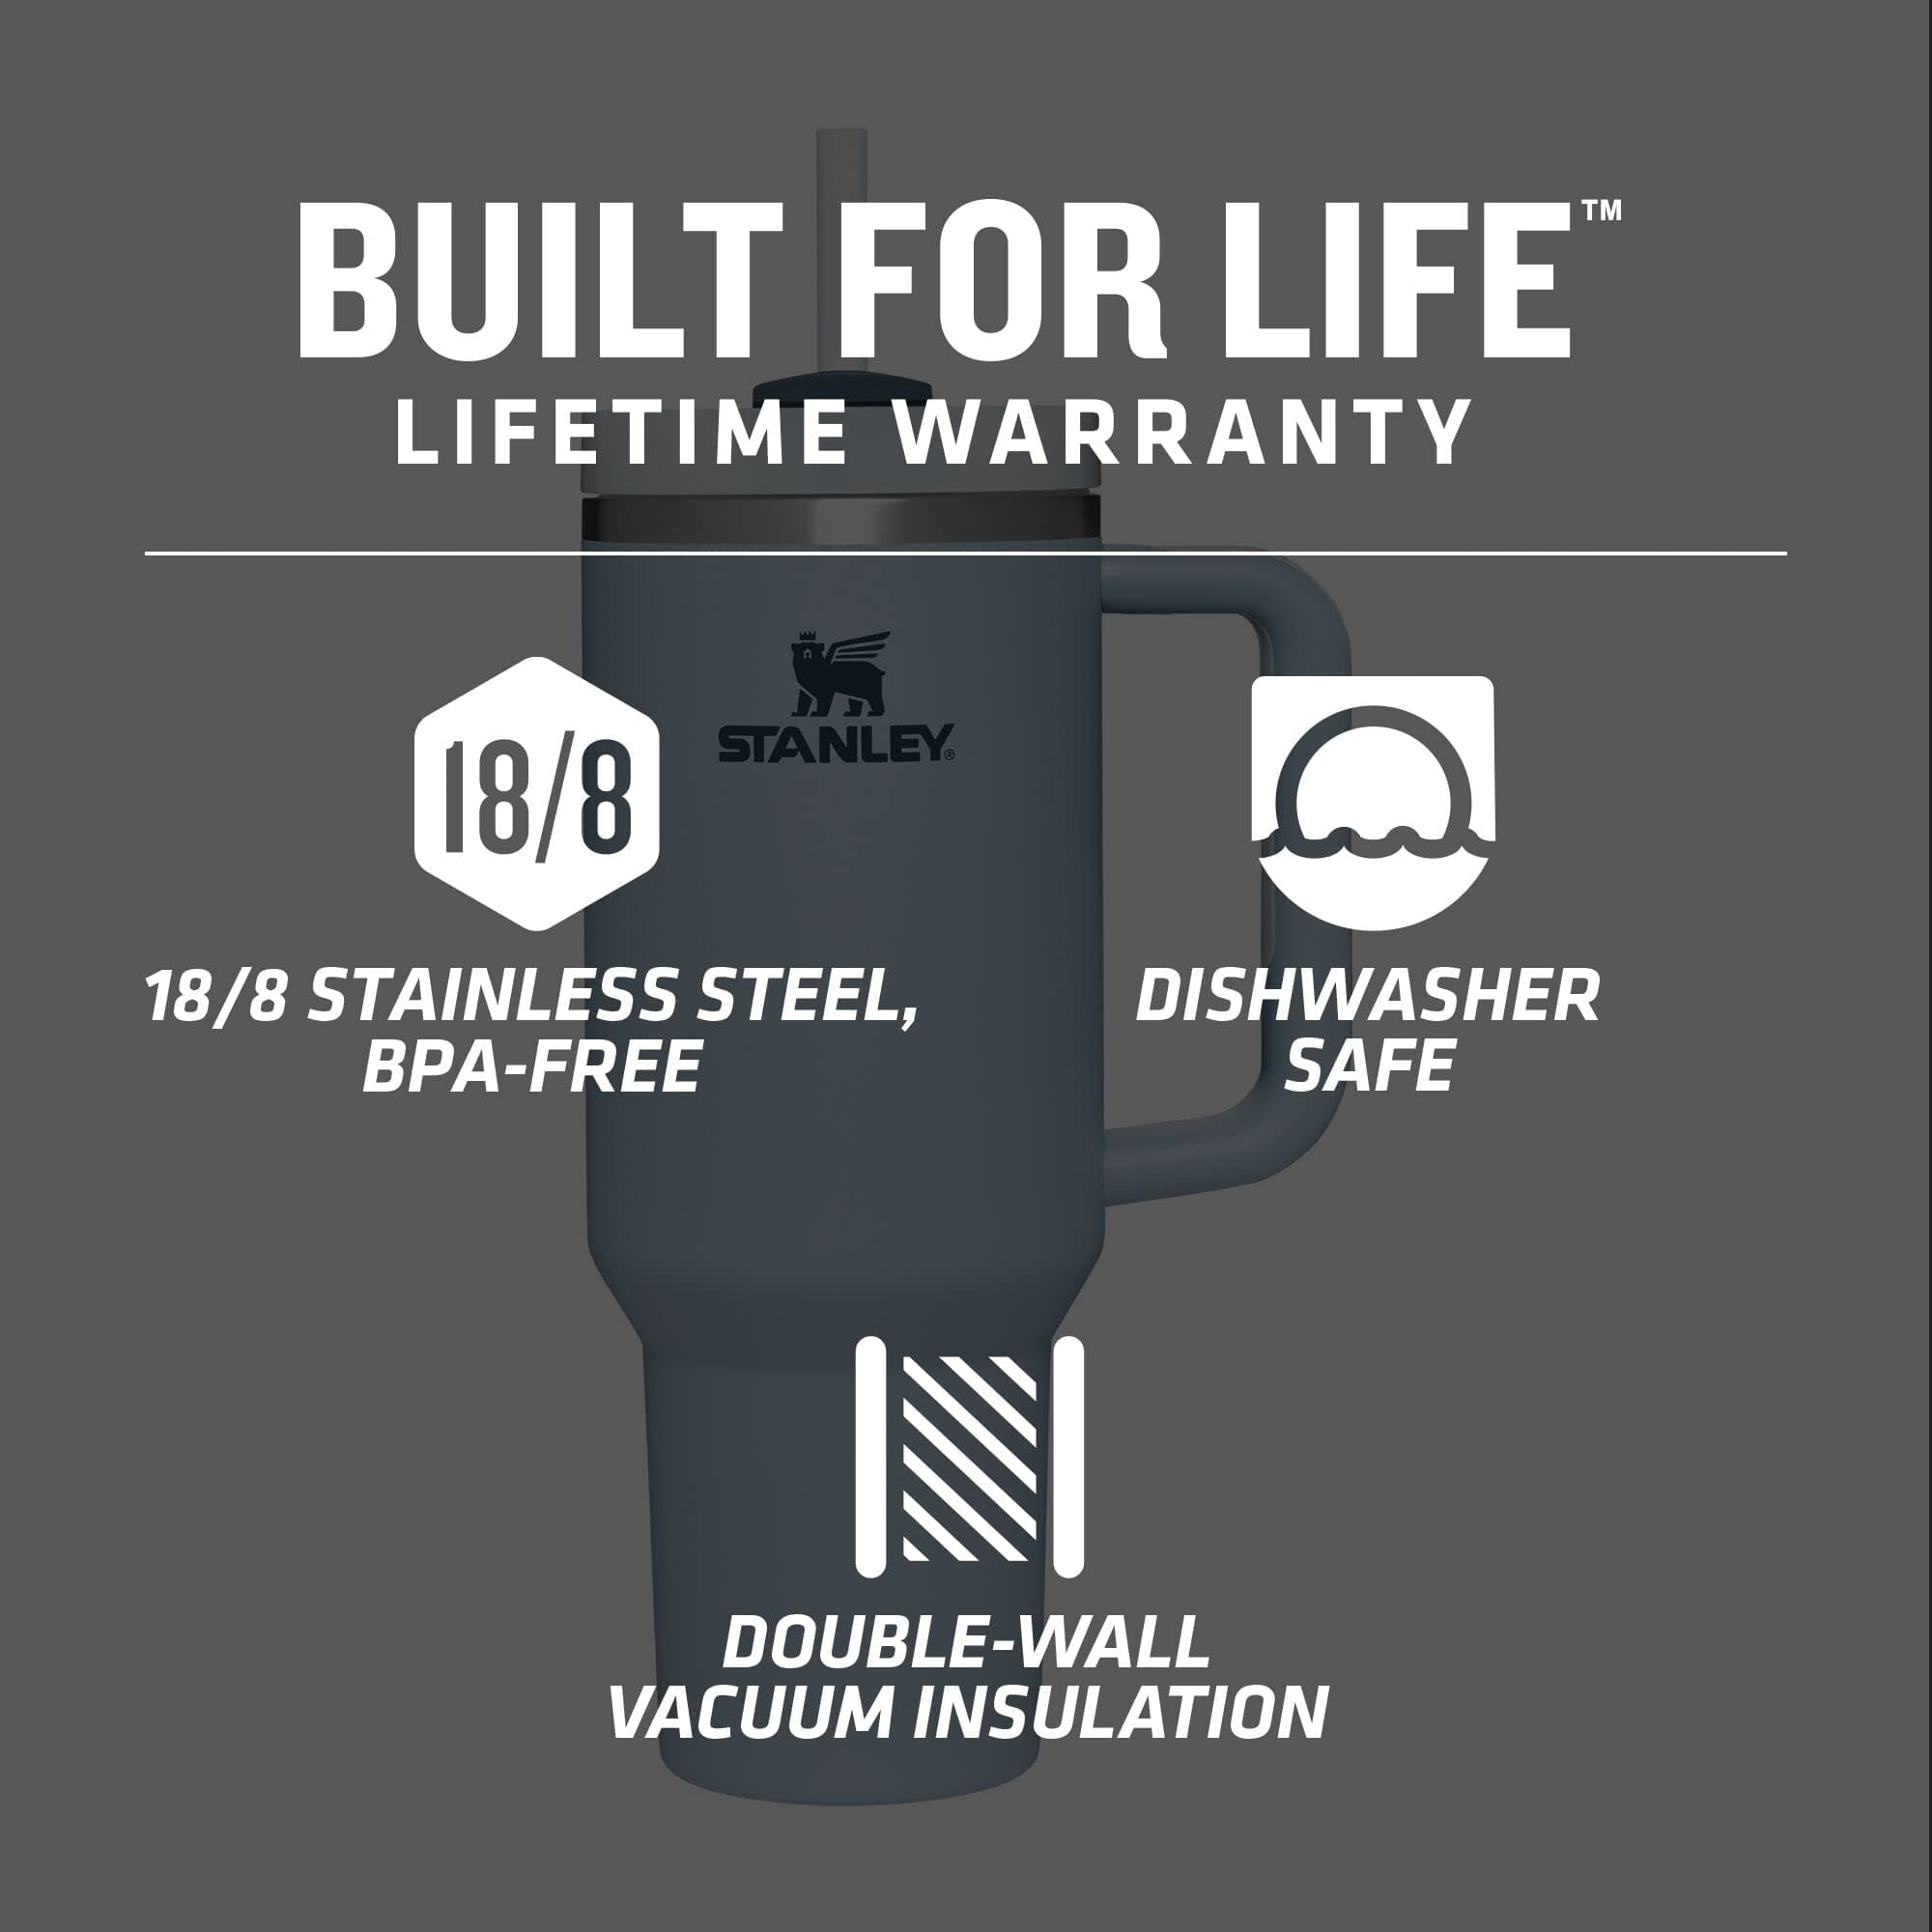 BUILT FOR LIFE™
LIFETIME WARRANTY
STANLEY®
18/8
18/8 STAINLESS STEEL,
BPA-FREE
DISHWASHER
SAFE
DOUBLE-WALL
VACUUM INSULATION